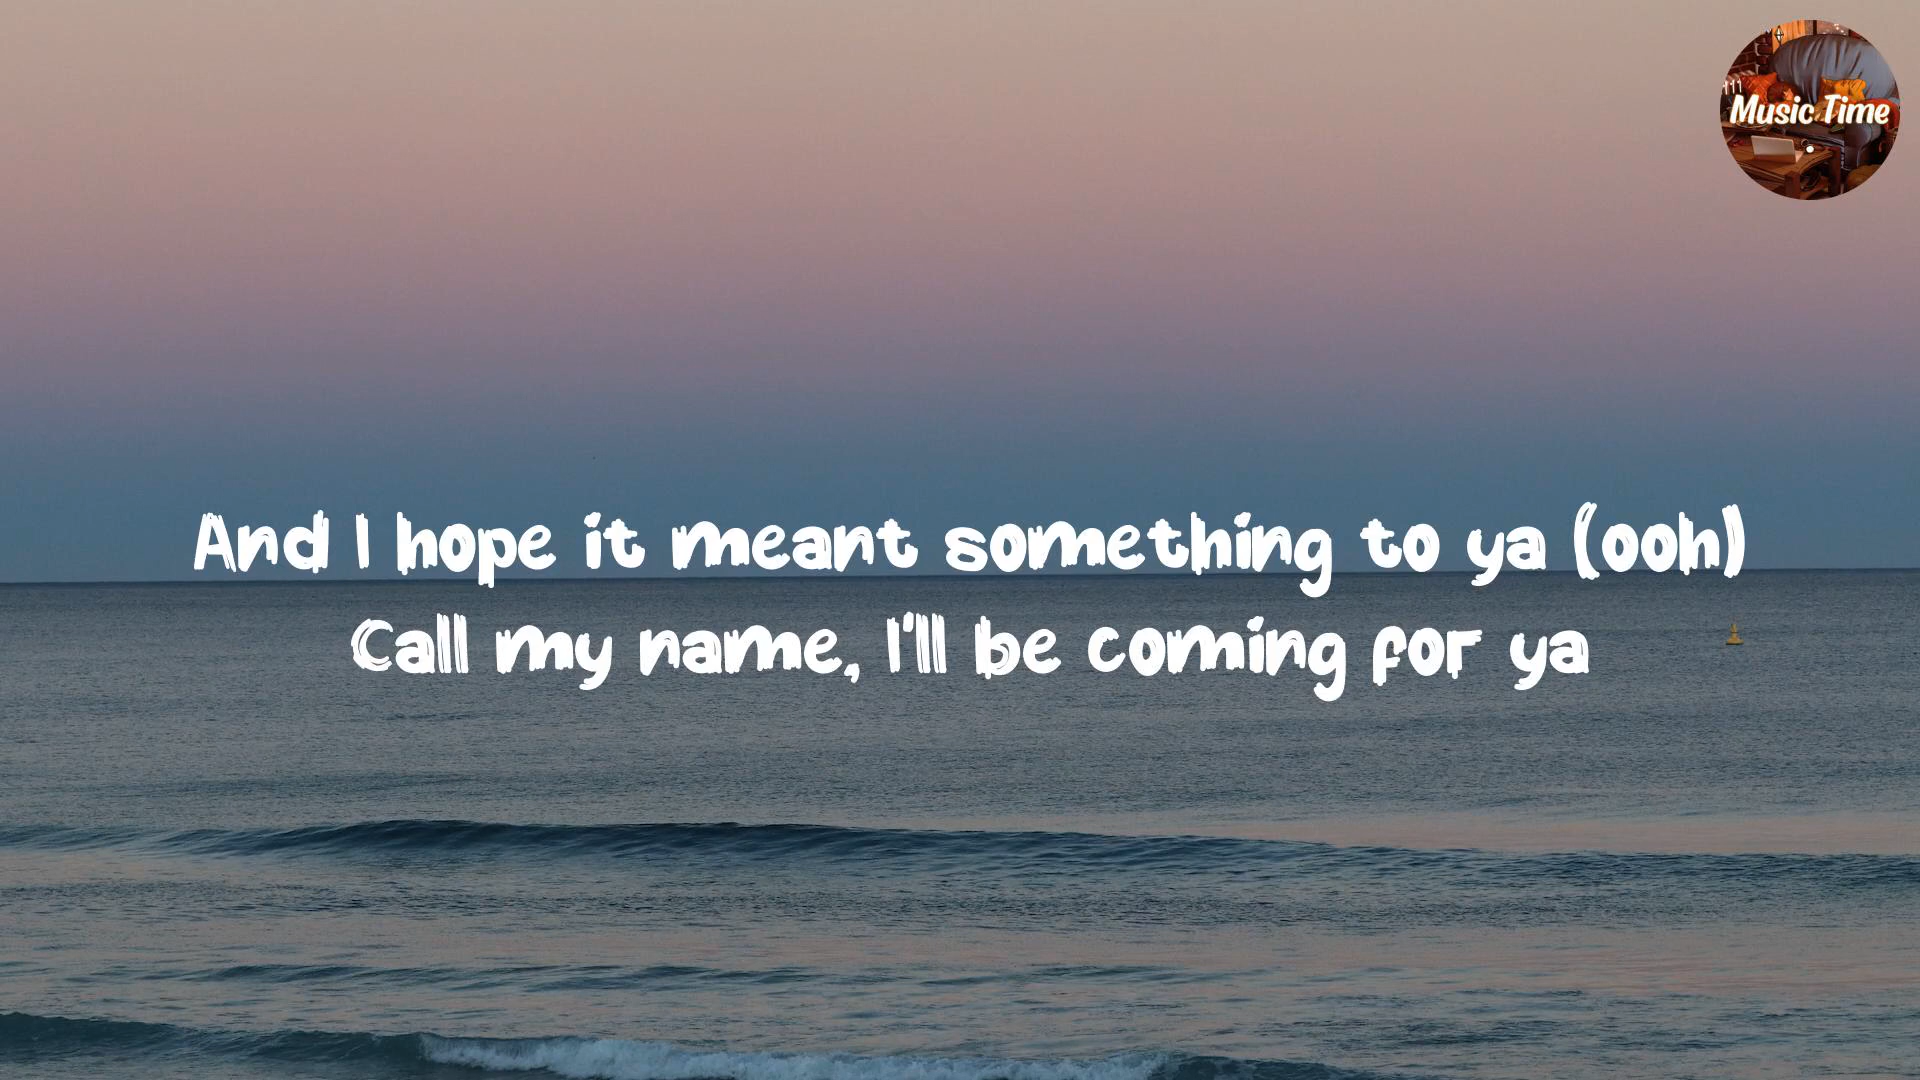 Music Time
And I hope it meant something to ya (ooh)
Call my name, I'll be coming for ya